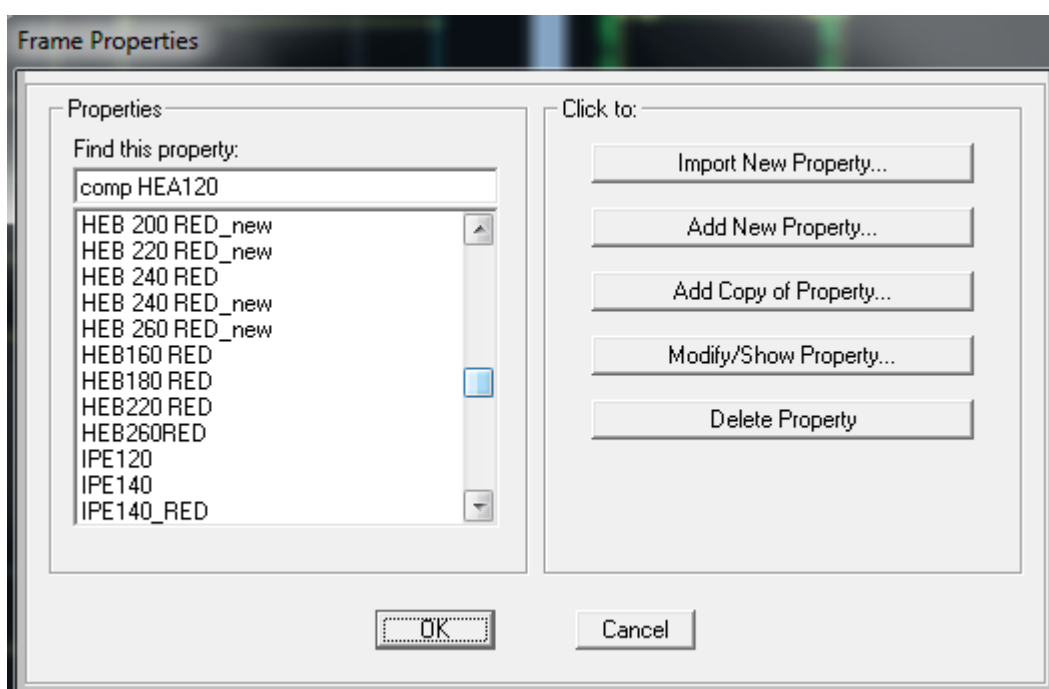 Frame Properties
Properties
Find this property:
comp HEA120
HEB 200 RED_new
HEB 220 RED_new
HEB 240 RED
HEB 240 RED_new
HEB 260 RED_new
HEB160 RED
HEB180 RED
HEB220 RED
HEB260RED
IPE120
IPE140
IPE140_RED
Click to:
Import New Property...
Add New Property...
Add Copy of Property...
Modify/Show Property...
Delete Property
OK
Cancel